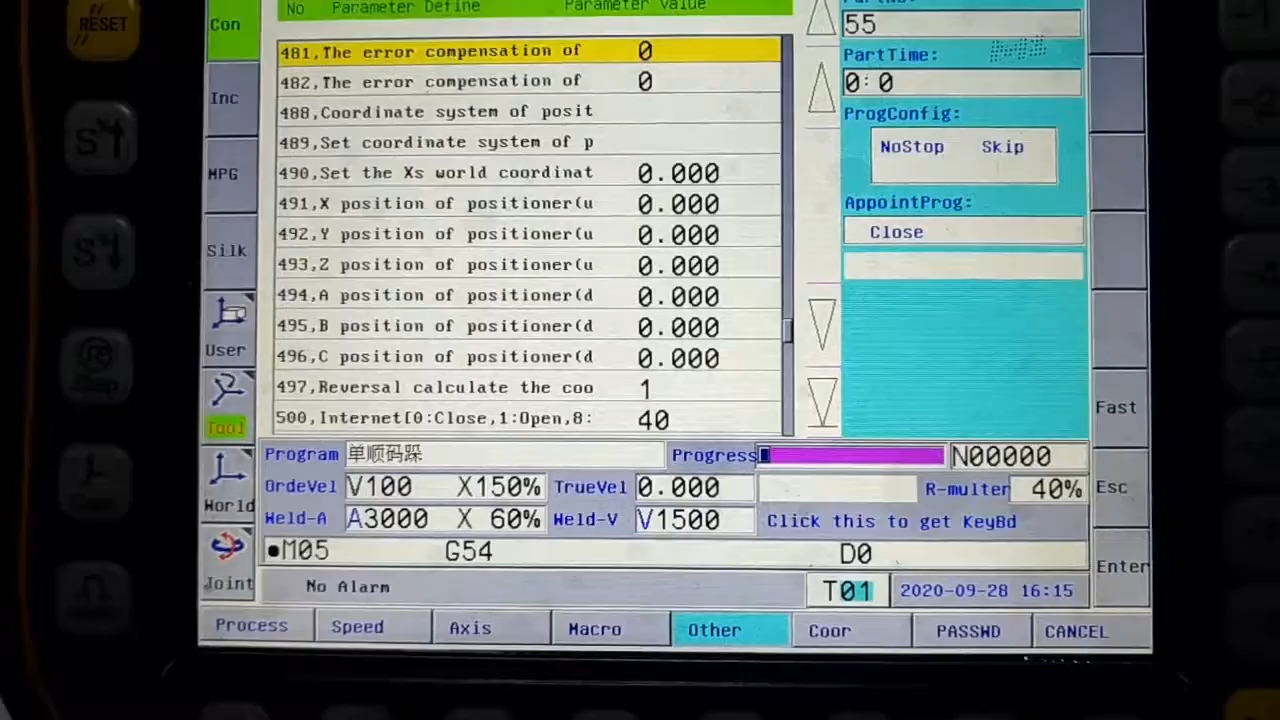 RESET
Con
No Parameter Define Parameter Value
55
481,The error compensation of 0
PartTime:
482,The error compensation of 0
0: 0
Inc
488,Coordinate system of posit
ProgConfig:
489,Set coordinate system of p
NoStop Skip
MPG
490,Set the Xs world coordinat 0.000
491,X position of positioner(u 0.000
AppointProg:
492,Y position of positioner(u 0.000
Close
Silk
493,Z position of positioner(u 0.000
494,A position of positioner(d 0.000
495,B position of positioner(d 0.000
User
496,C position of positioner(d 0.000
497,Reversal calculate the coo 1
Fast
500,Internet[0:Close,1:Open,8: 40
Tool
Program 单顺码跺 Progress N00000
OrdeVel V100 X150% TrueVel 0.000 R-multer 40% Esc
World
Weld-A A3000 X 60% Weld-V V1500 Click this to get KeyBd
●M05 G54 D0
Enter
Joint
No Alarm T01 2020-09-28 16:15
Process Speed Axis Macro Other Coor PASSWD CANCEL